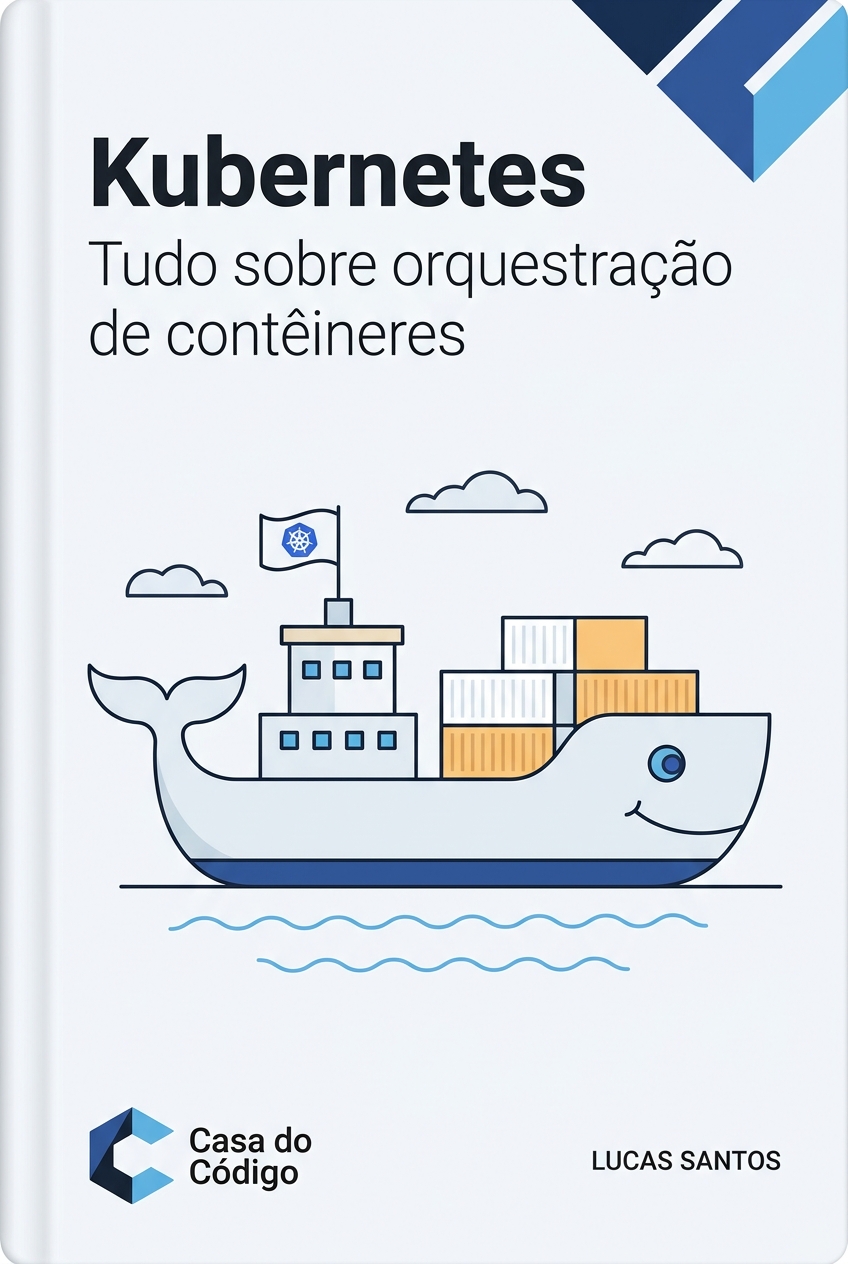 Kubernetes
Tudo sobre orquestração
de contêineres
Casa do
Código
LUCAS SANTOS